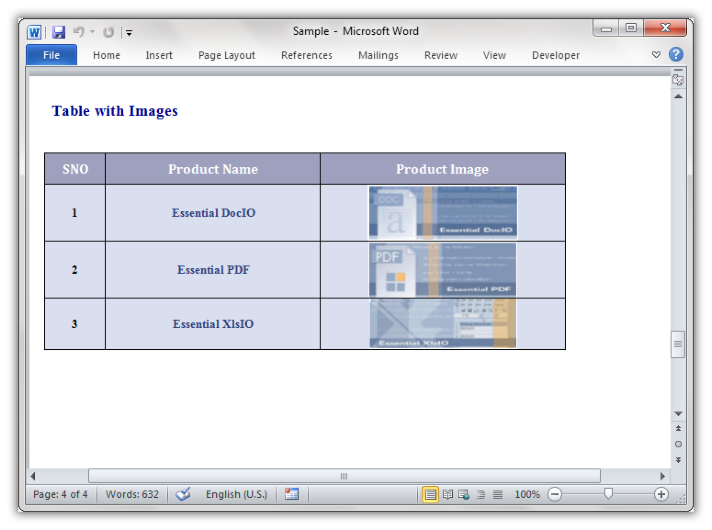 Sample - Microsoft Word
File Home Insert Page Layout References Mailings Review View Developer
Table with Images
SNO Product Name Product Image
DOC
a
1 Essential DocIO
Essential DocIO
PDF
2 Essential PDF
Essential PDF
3 Essential XlsIO
Essential XlsIO
Page: 4 of 4 Words: 632 English (U.S.) 100%